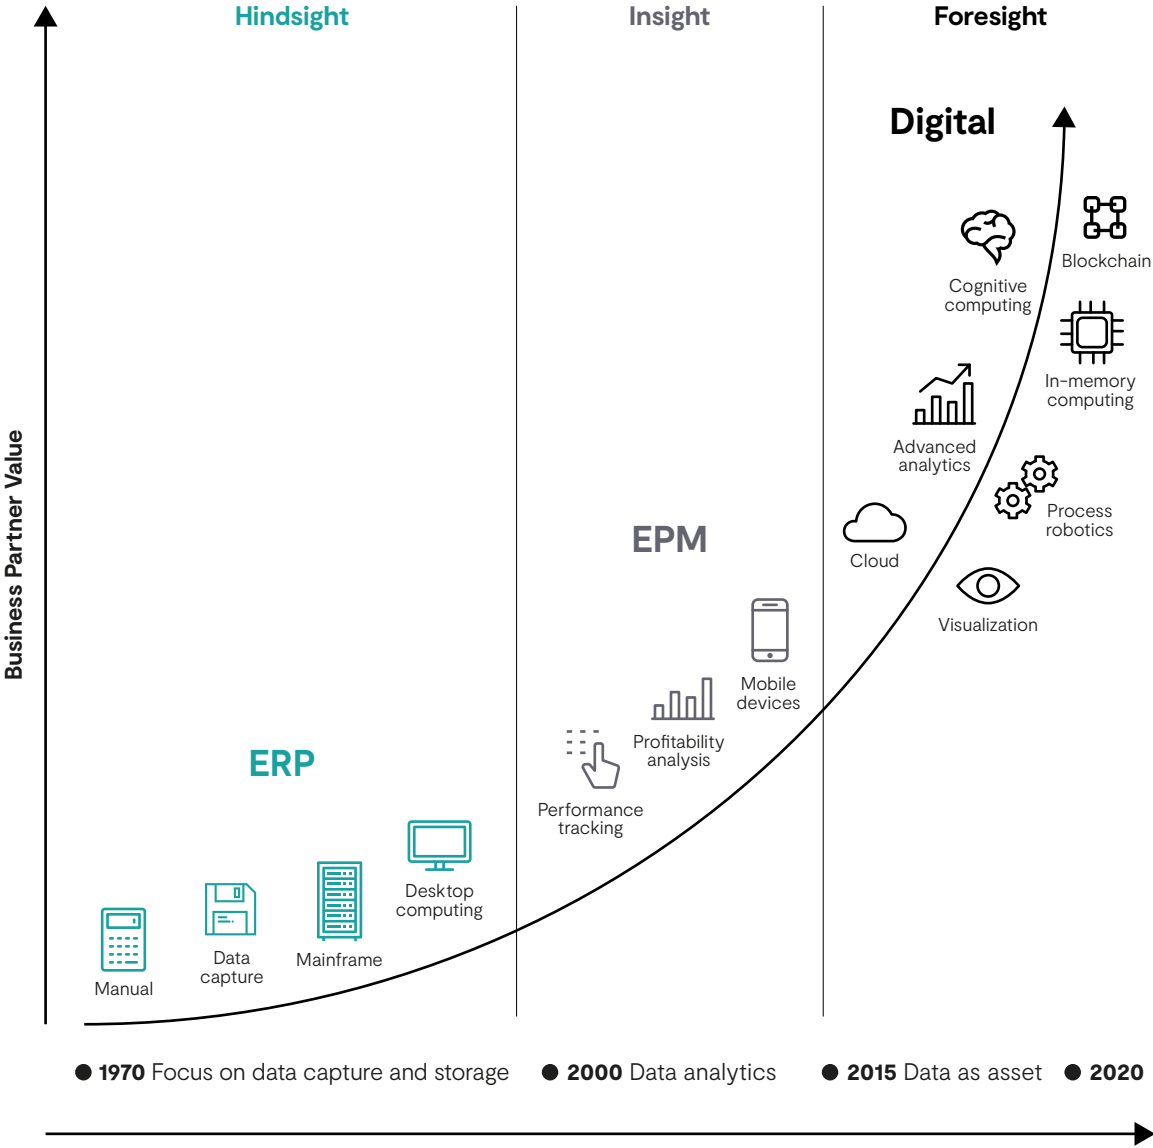 Hindsight
Insight
Foresight
Digital
Blockchain
Cognitive
computing
In-memory
computing
Advanced
analytics
Process
robotics
Cloud
Visualization
Business Partner Value
EPM
Mobile
devices
Profitability
analysis
Performance
tracking
ERP
Desktop
computing
Mainframe
Data
capture
Manual
1970 Focus on data capture and storage
2000 Data analytics
2015 Data as asset
2020